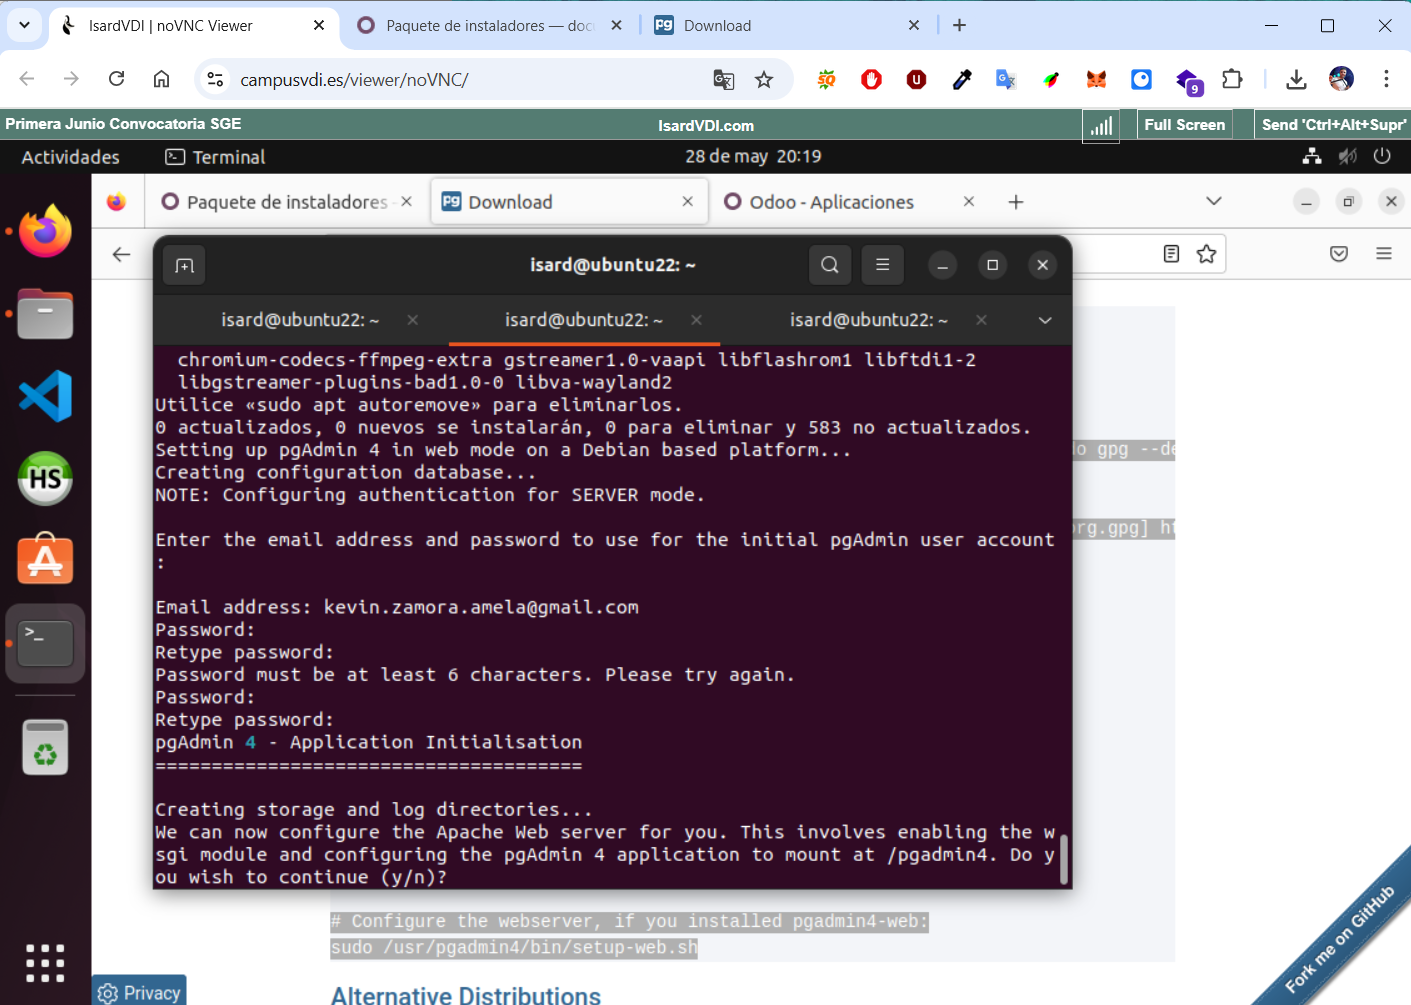 IsardVDI | noVNC Viewer
Paquete de instaladores — doc
Download
campusvdi.es/viewer/noVNC/
9
Primera Junio Convocatoria SGE
IsardVDI.com
Full Screen
Send 'Ctrl+Alt+Supr'
Actividades
Terminal
28 de may 20:19
Paquete de instaladores
Download
Odoo - Aplicaciones
isard@ubuntu22: ~
isard@ubuntu22: ~
isard@ubuntu22: ~
isard@ubuntu22: ~
chromium-codecs-ffmpeg-extra gstreamer1.0-vaapi libflashrom1 libftdi1-2
libgstreamer-plugins-bad1.0-0 libva-wayland2
Utilice «sudo apt autoremove» para eliminarlos.
0 actualizados, 0 nuevos se instalarán, 0 para eliminar y 583 no actualizados.
Setting up pgAdmin 4 in web mode on a Debian based platform...
Creating configuration database...
NOTE: Configuring authentication for SERVER mode.
Enter the email address and password to use for the initial pgAdmin user account
:
Email address: kevin.zamora.amela@gmail.com
Password:
Retype password:
Password must be at least 6 characters. Please try again.
Password:
Retype password:
pgAdmin 4 - Application Initialisation
======================================
Creating storage and log directories...
We can now configure the Apache Web server for you. This involves enabling the w
sgi module and configuring the pgAdmin 4 application to mount at /pgadmin4. Do y
ou wish to continue (y/n)?
do gpg --de
org.gpg] ht
# Configure the webserver, if you installed pgadmin4-web:
sudo /usr/pgadmin4/bin/setup-web.sh
Alternative Distributions
Privacy
Fork me on GitHub
HS